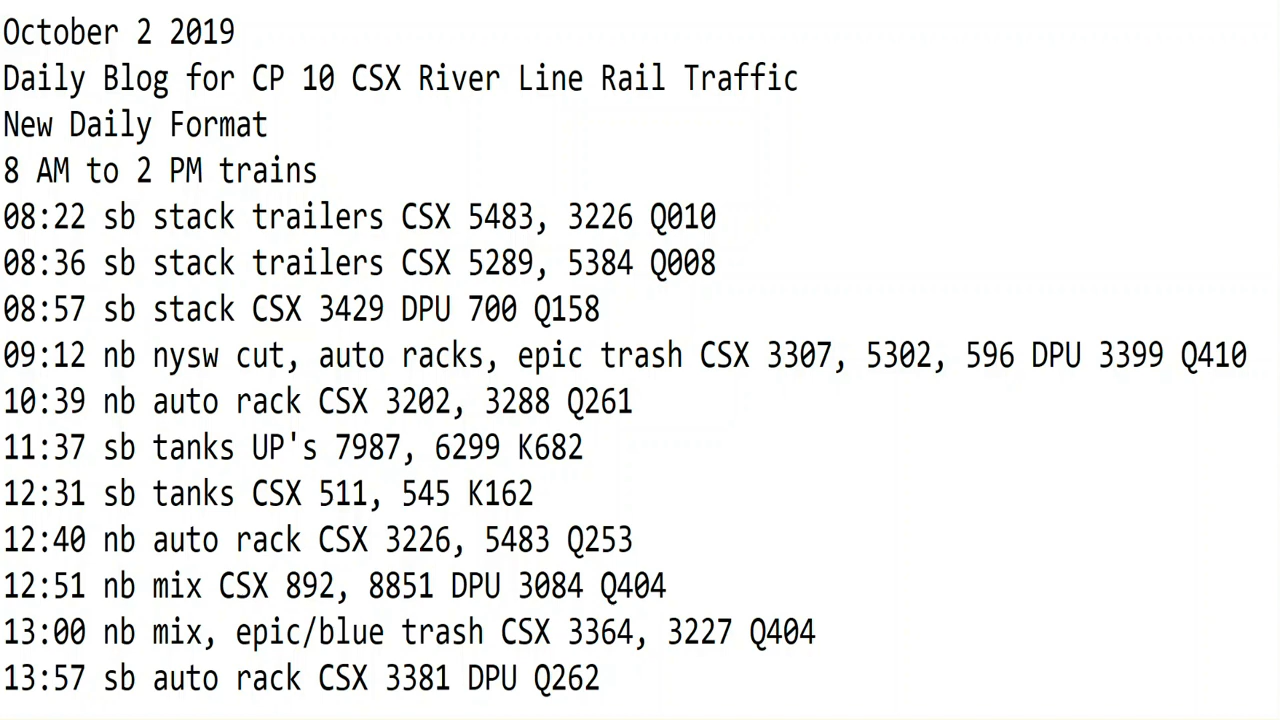 October 2 2019
Daily Blog for CP 10 CSX River Line Rail Traffic
New Daily Format
8 AM to 2 PM trains
08:22 sb stack trailers CSX 5483, 3226 Q010
08:36 sb stack trailers CSX 5289, 5384 Q008
08:57 sb stack CSX 3429 DPU 700 Q158
09:12 nb nysw cut, auto racks, epic trash CSX 3307, 5302, 596 DPU 3399 Q410
10:39 nb auto rack CSX 3202, 3288 Q261
11:37 sb tanks UP's 7987, 6299 K682
12:31 sb tanks CSX 511, 545 K162
12:40 nb auto rack CSX 3226, 5483 Q253
12:51 nb mix CSX 892, 8851 DPU 3084 Q404
13:00 nb mix, epic/blue trash CSX 3364, 3227 Q404
13:57 sb auto rack CSX 3381 DPU Q262